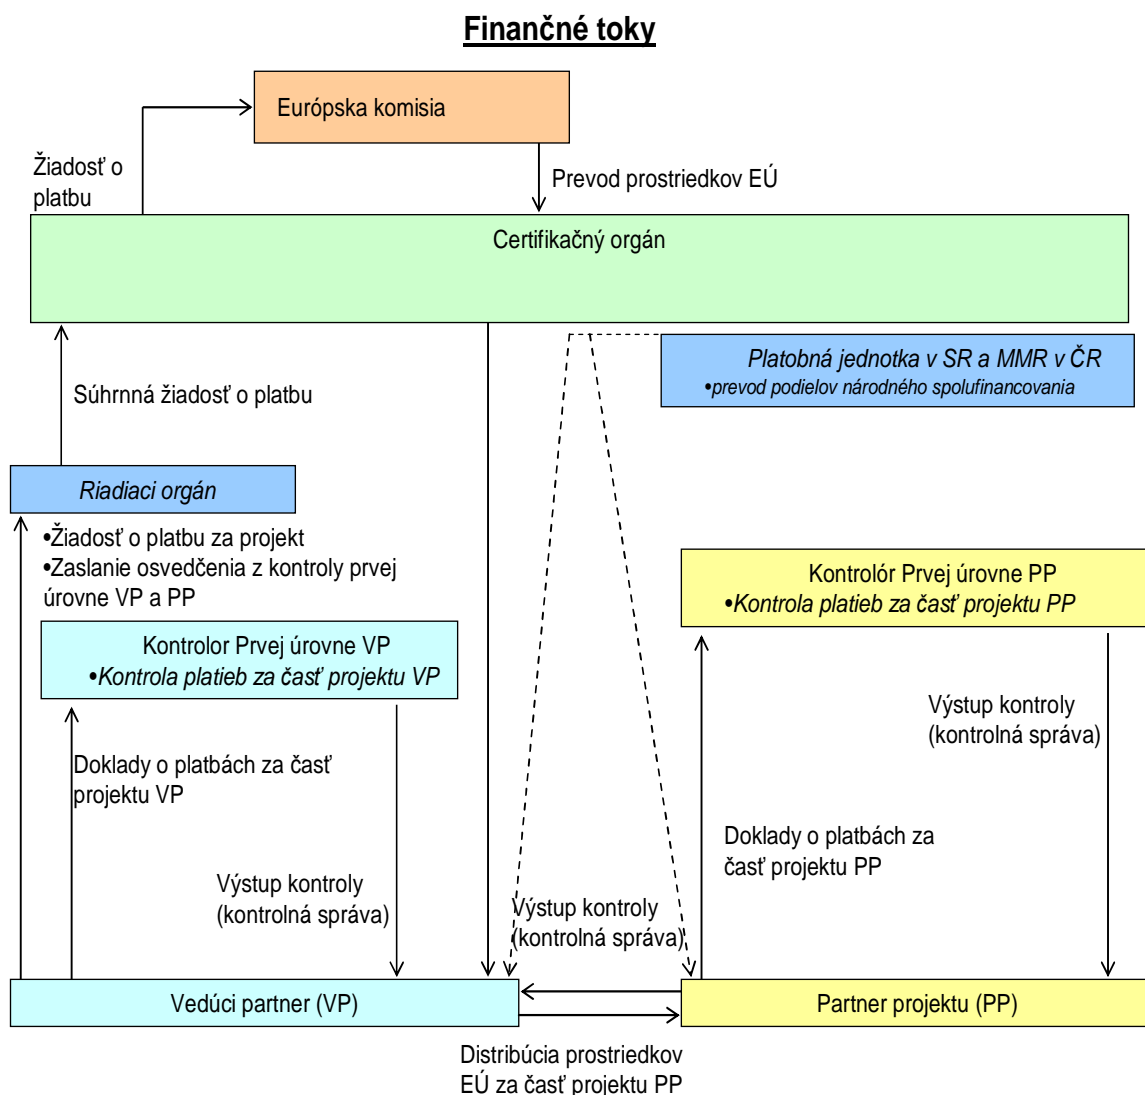 Finančné toky
Európska komisia
Žiadosť o
platbu
Prevod prostriedkov EÚ
Certifikačný orgán
Platobná jednotka v SR a MMR v ČR
•prevod podielov národného spolufinancovania
Súhrnná žiadosť o platbu
Riadiaci orgán
•Žiadosť o platbu za projekt
•Zaslanie osvedčenia z kontroly prvej
úrovne VP a PP
Kontrolór Prvej úrovne PP
•Kontrola platieb za časť projektu PP
Kontrolor Prvej úrovne VP
•Kontrola platieb za časť projektu VP
Výstup kontroly
(kontrolná správa)
Doklady o platbách za časť
projektu VP
Doklady o platbách za
časť projektu PP
Výstup kontroly
(kontrolná správa)
Výstup kontroly
(kontrolná správa)
Vedúci partner (VP)
Partner projektu (PP)
Distribúcia prostriedkov
EÚ za časť projektu PP